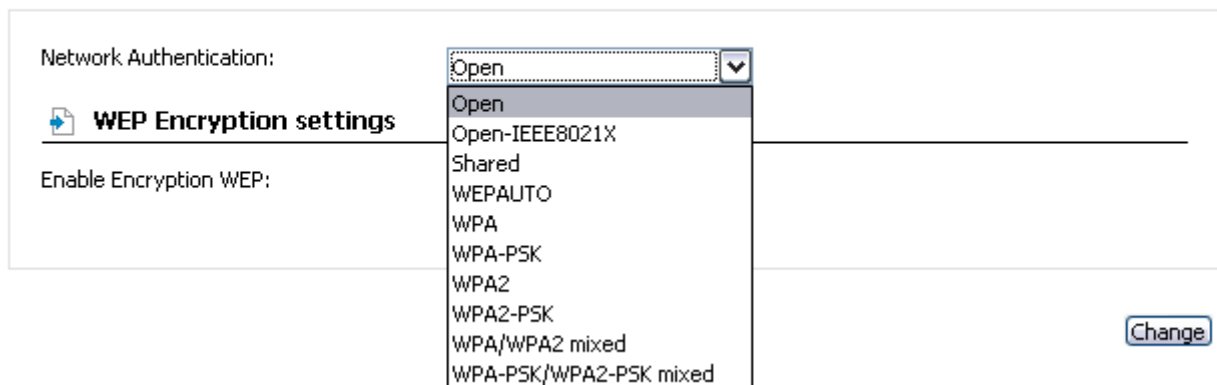 Network Authentication:
Open
Open
WEP Encryption settings
Open-IEEE8021X
Shared
Enable Encryption WEP:
WEPAUTO
WPA
WPA-PSK
WPA2
WPA2-PSK
WPA/WPA2 mixed
WPA-PSK/WPA2-PSK mixed
Change